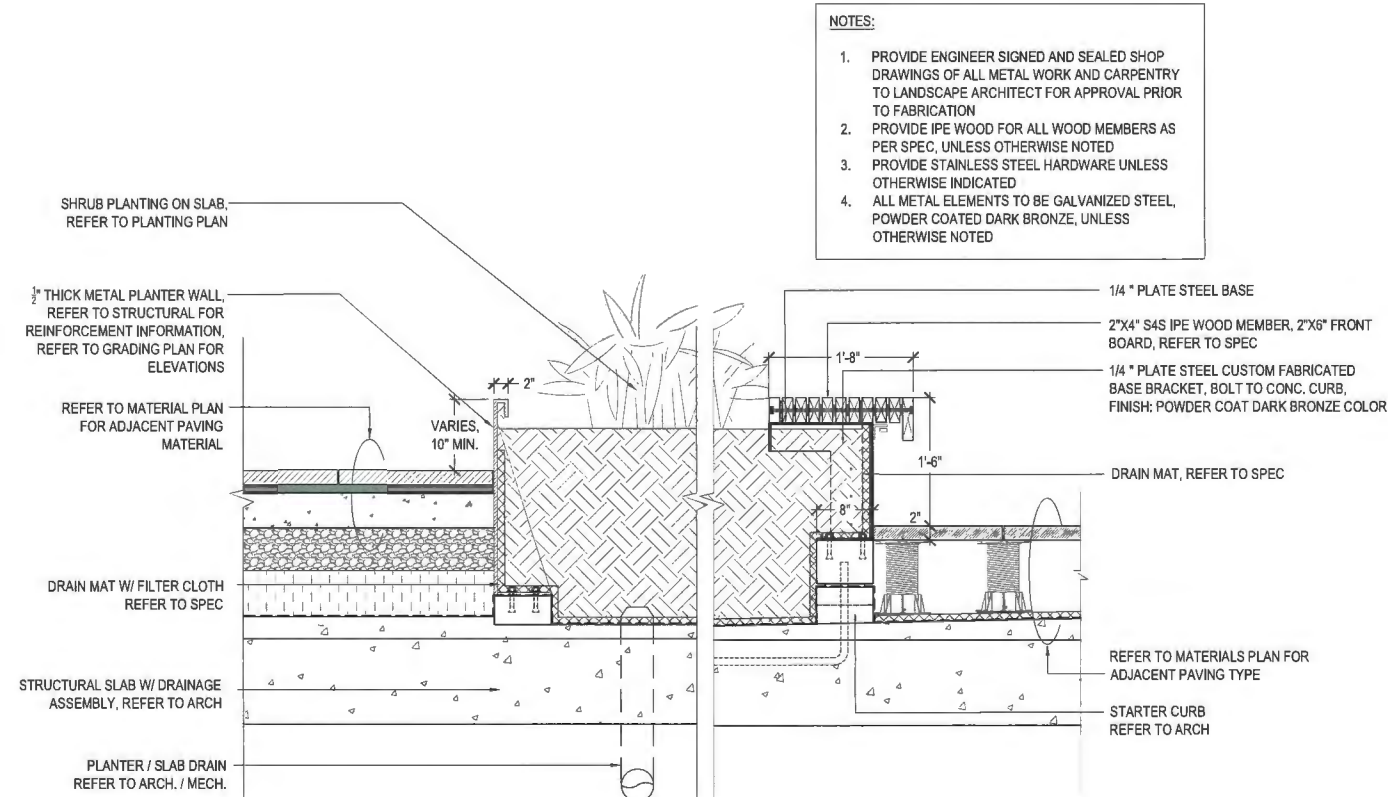 NOTES:
1. PROVIDE ENGINEER SIGNED AND SEALED SHOP
DRAWINGS OF ALL METAL WORK AND CARPENTRY
TO LANDSCAPE ARCHITECT FOR APPROVAL PRIOR
TO FABRICATION
2. PROVIDE IPE WOOD FOR ALL WOOD MEMBERS AS
PER SPEC, UNLESS OTHERWISE NOTED
3. PROVIDE STAINLESS STEEL HARDWARE UNLESS
OTHERWISE INDICATED
4. ALL METAL ELEMENTS TO BE GALVANIZED STEEL,
POWDER COATED DARK BRONZE, UNLESS
OTHERWISE NOTED
SHRUB PLANTING ON SLAB,
REFER TO PLANTING PLAN
½" THICK METAL PLANTER WALL,
REFER TO STRUCTURAL FOR
REINFORCEMENT INFORMATION,
REFER TO GRADING PLAN FOR
ELEVATIONS
REFER TO MATERIAL PLAN
FOR ADJACENT PAVING
MATERIAL
DRAIN MAT W/ FILTER CLOTH
REFER TO SPEC
STRUCTURAL SLAB W/ DRAINAGE
ASSEMBLY, REFER TO ARCH
PLANTER / SLAB DRAIN
REFER TO ARCH. / MECH.
2"
VARIES,
10" MIN.
1'-8"
1'-6"
8"
2"
1/4 " PLATE STEEL BASE
2"X4" S4S IPE WOOD MEMBER, 2"X6" FRONT
BOARD, REFER TO SPEC
1/4 " PLATE STEEL CUSTOM FABRICATED
BASE BRACKET, BOLT TO CONC. CURB,
FINISH: POWDER COAT DARK BRONZE COLOR
DRAIN MAT, REFER TO SPEC
REFER TO MATERIALS PLAN FOR
ADJACENT PAVING TYPE
STARTER CURB
REFER TO ARCH